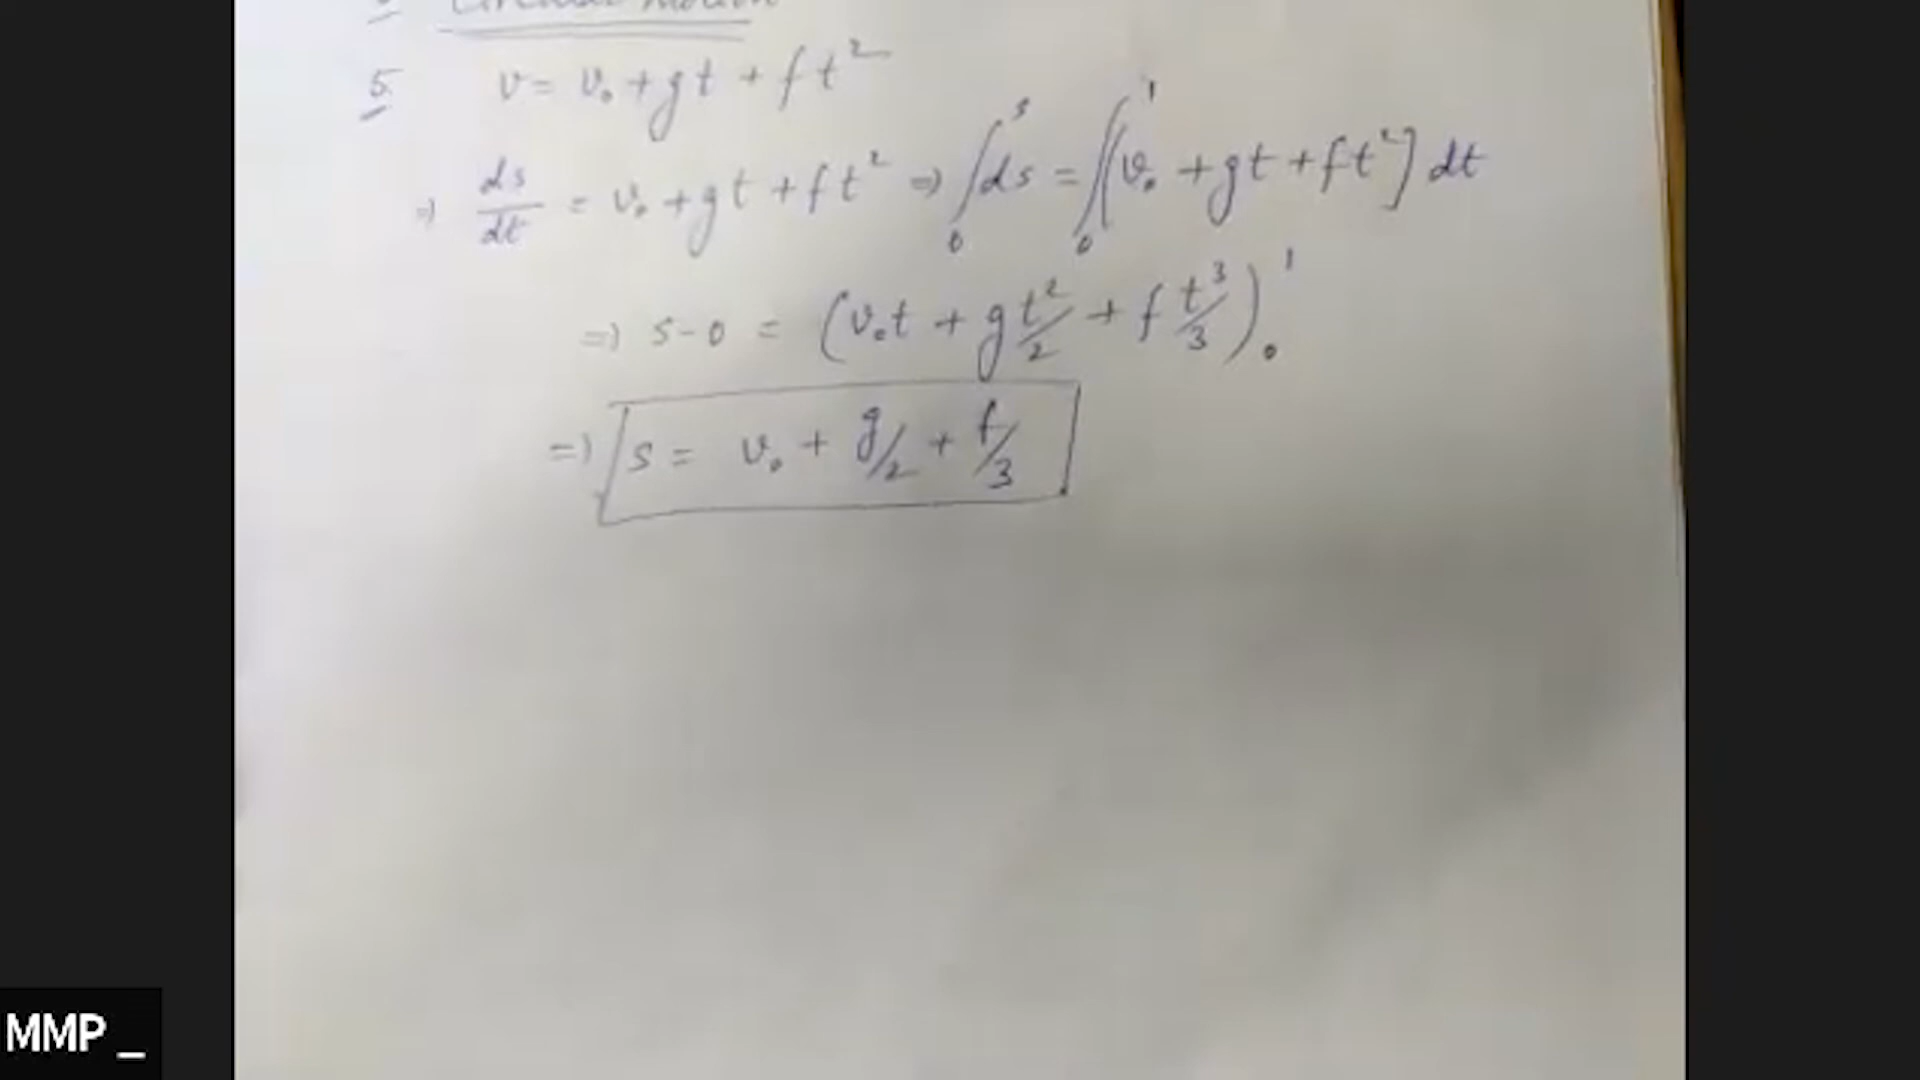 5 v = v₀ + gt + ft²
⇒ ds/dt = v₀ + gt + ft² ⇒ ∫₀ˢ ds = ∫₀¹ [v₀ + gt + ft²] dt
⇒ s - 0 = (v₀t + g t²/2 + f t³/3)₀¹
⇒ s = v₀ + g/2 + f/3
MMP _